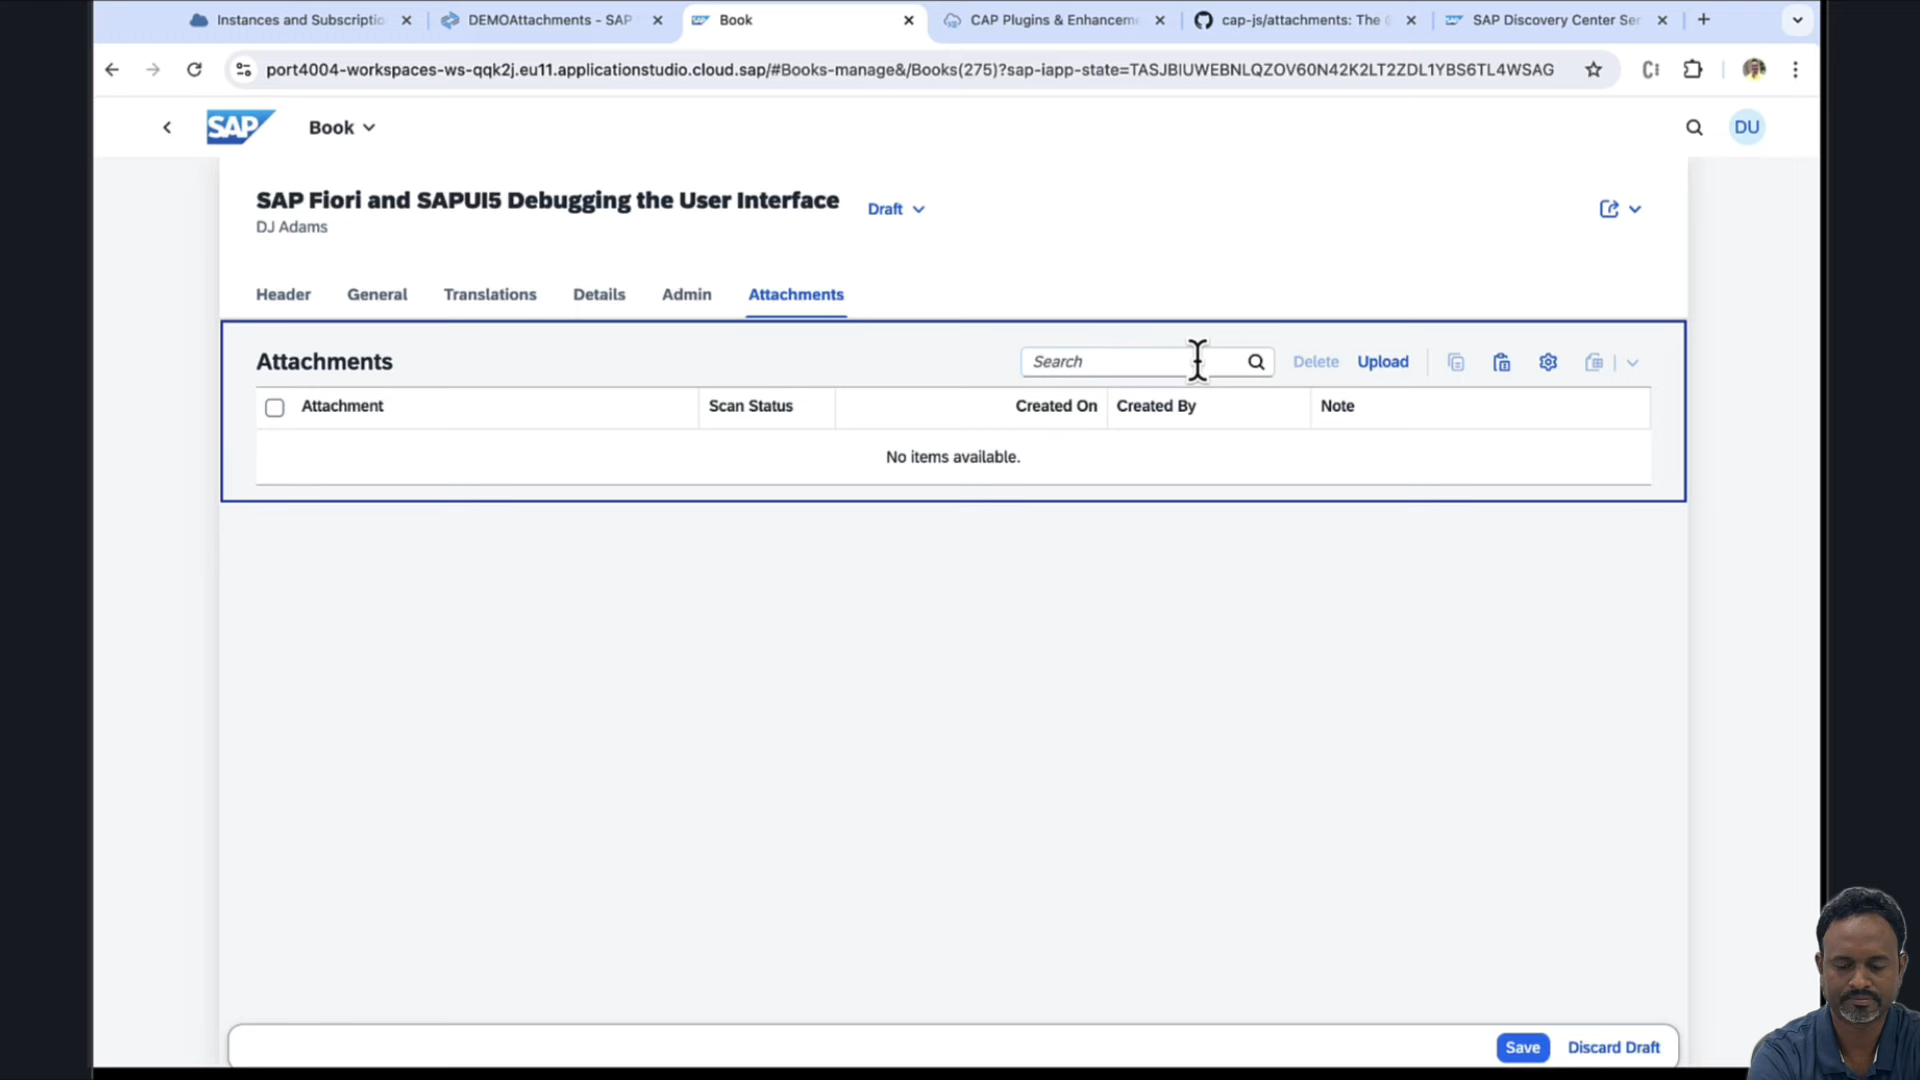 Instances and Subscriptio
DEMOAttachments - SAP
Book
CAP Plugins & Enhancem
cap-js/attachments: The
SAP Discovery Center Ser
port4004-workspaces-ws-qqk2j.eu11.applicationstudio.cloud.sap/#Books-manage&/Books(275)?sap-iapp-state=TASJBIUWEBNLQZOV60N42K2LT2ZDL1YBS6TL4WSAG
SAP
Book
DU
SAP Fiori and SAPUI5 Debugging the User Interface
Draft
DJ Adams
Header General Translations Details Admin Attachments
Attachments
Search
Delete Upload
Attachment Scan Status Created On Created By Note
No items available.
Save Discard Draft